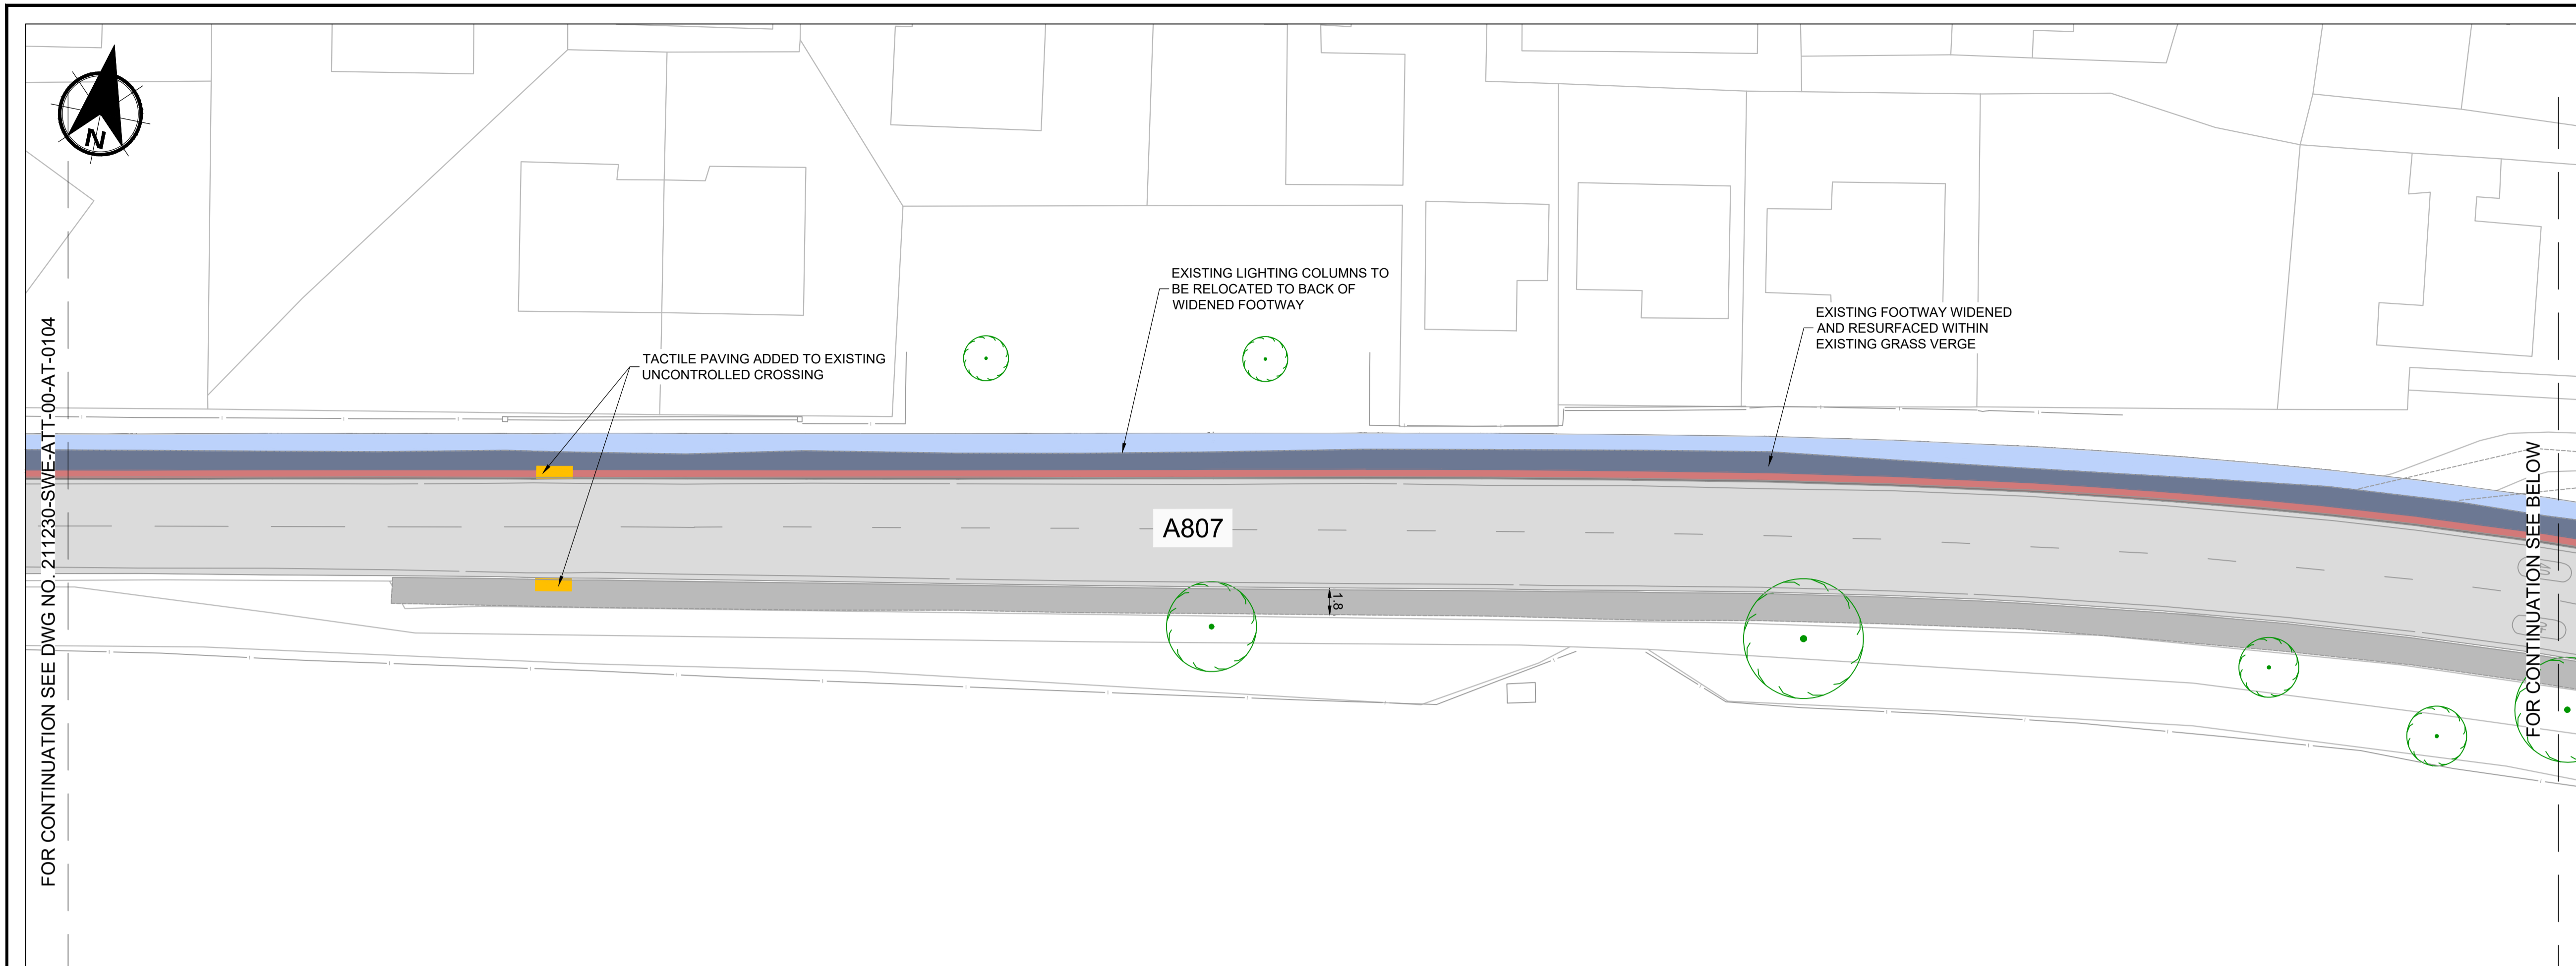 N
EXISTING LIGHTING COLUMNS TO
BE RELOCATED TO BACK OF
WIDENED FOOTWAY
EXISTING FOOTWAY WIDENED
AND RESURFACED WITHIN
EXISTING GRASS VERGE
TACTILE PAVING ADDED TO EXISTING
UNCONTROLLED CROSSING
FOR CONTINUATION SEE DWG NO. 211230-SWE-ATT-00-AT-0104
A807
1.8
FOR CONTINUATION SEE BELOW